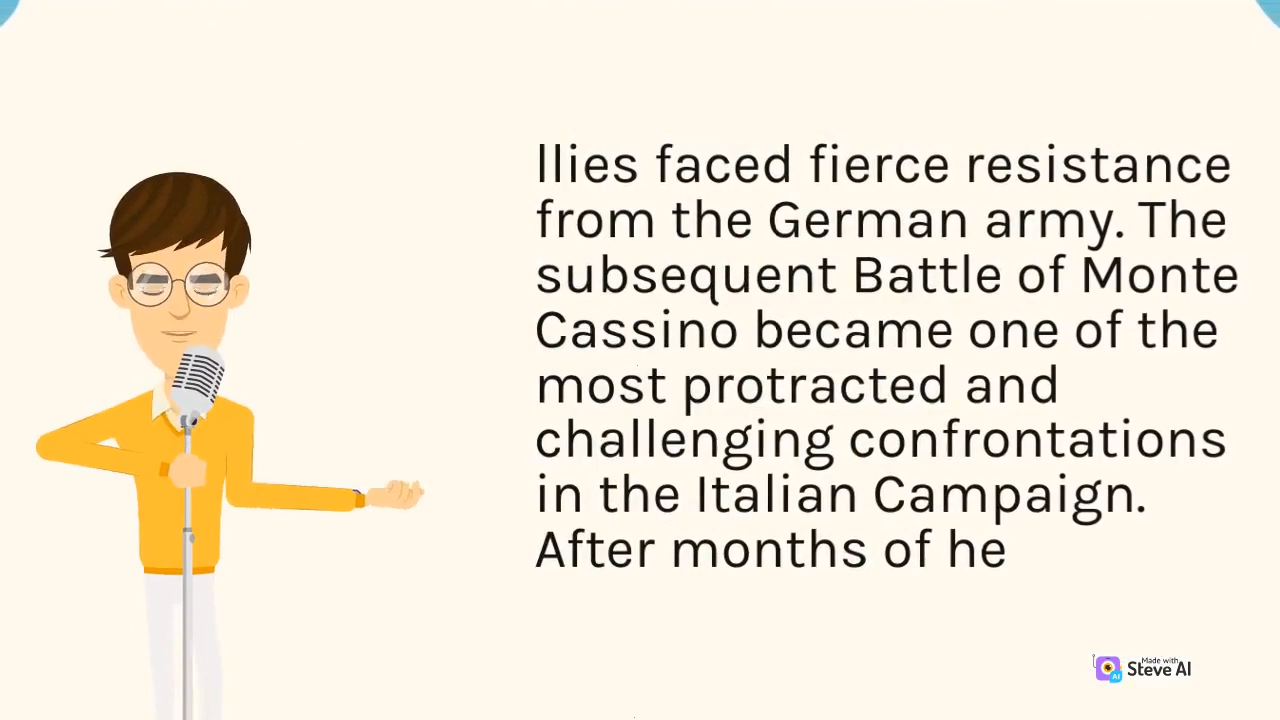 llies faced fierce resistance
from the German army. The
subsequent Battle of Monte
Cassino became one of the
most protracted and
challenging confrontations
in the Italian Campaign.
After months of he
Made with
Steve AI
AI